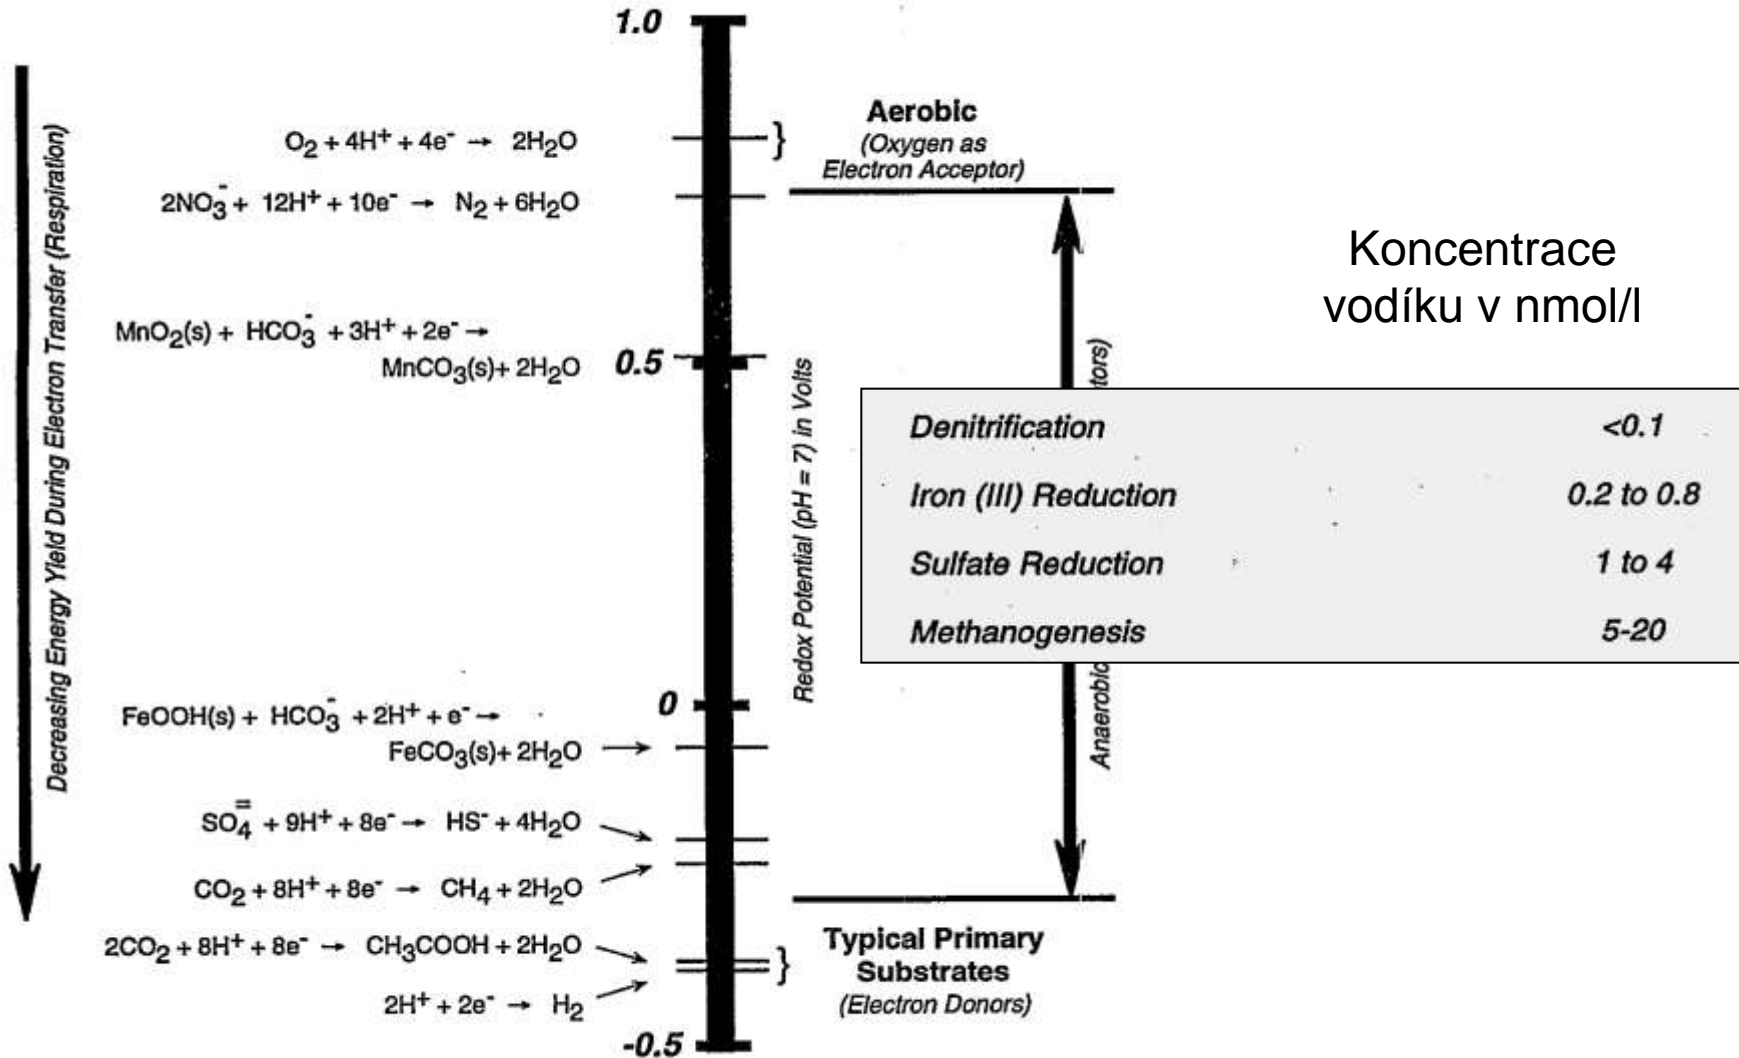 1.0
Decreasing Energy Yield During Electron Transfer (Respiration)
O₂ + 4H⁺ + 4e⁻ → 2H₂O
2NO₃⁻ + 12H⁺ + 10e⁻ → N₂ + 6H₂O
MnO₂(s) + HCO₃⁻ + 3H⁺ + 2e⁻ →
MnCO₃(s) + 2H₂O
0.5
0
FeOOH(s) + HCO₃⁻ + 2H⁺ + e⁻ →
FeCO₃(s) + 2H₂O
SO₄⁼ + 9H⁺ + 8e⁻ → HS⁻ + 4H₂O
CO₂ + 8H⁺ + 8e⁻ → CH₄ + 2H₂O
2CO₂ + 8H⁺ + 8e⁻ → CH₃COOH + 2H₂O
2H⁺ + 2e⁻ → H₂
-0.5
Redox Potential (pH = 7) in Volts
}
Aerobic
(Oxygen as
Electron Acceptor)
Anaerobic
tors)
}
Typical Primary
Substrates
(Electron Donors)
Koncentrace
vodíku v nmol/l
Denitrification <0.1
Iron (III) Reduction 0.2 to 0.8
Sulfate Reduction 1 to 4
Methanogenesis 5-20